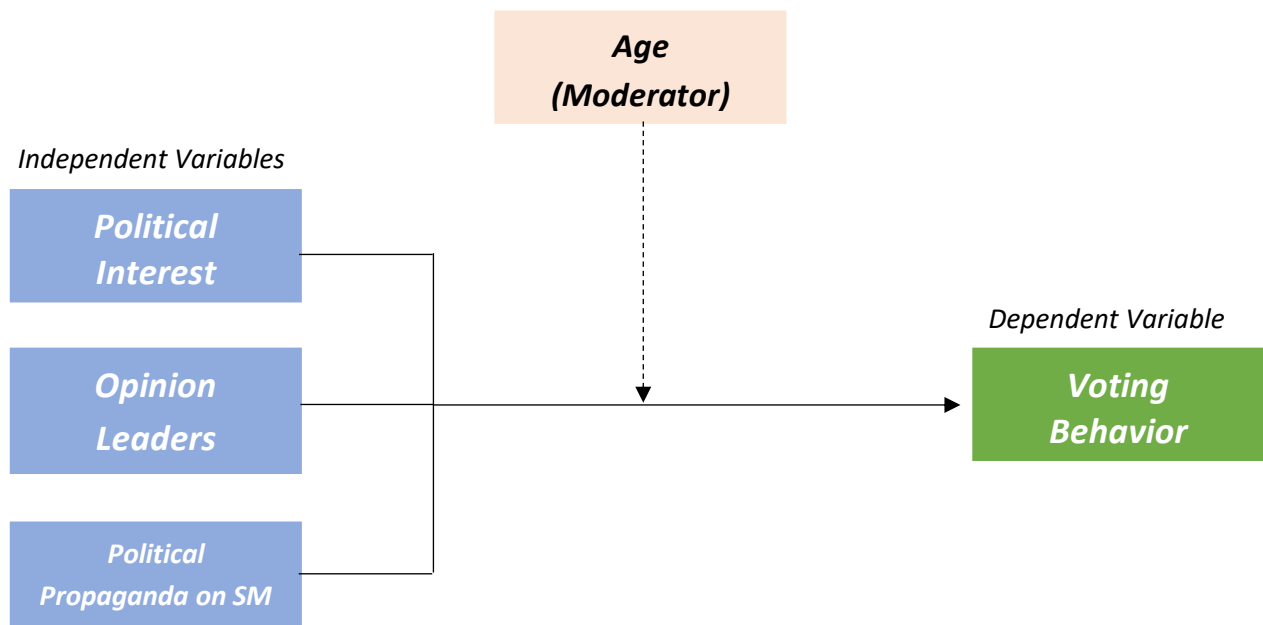 Age
(Moderator)
Independent Variables
Political
Interest
Dependent Variable
Opinion
Leaders
Voting
Behavior
Political
Propaganda on SM